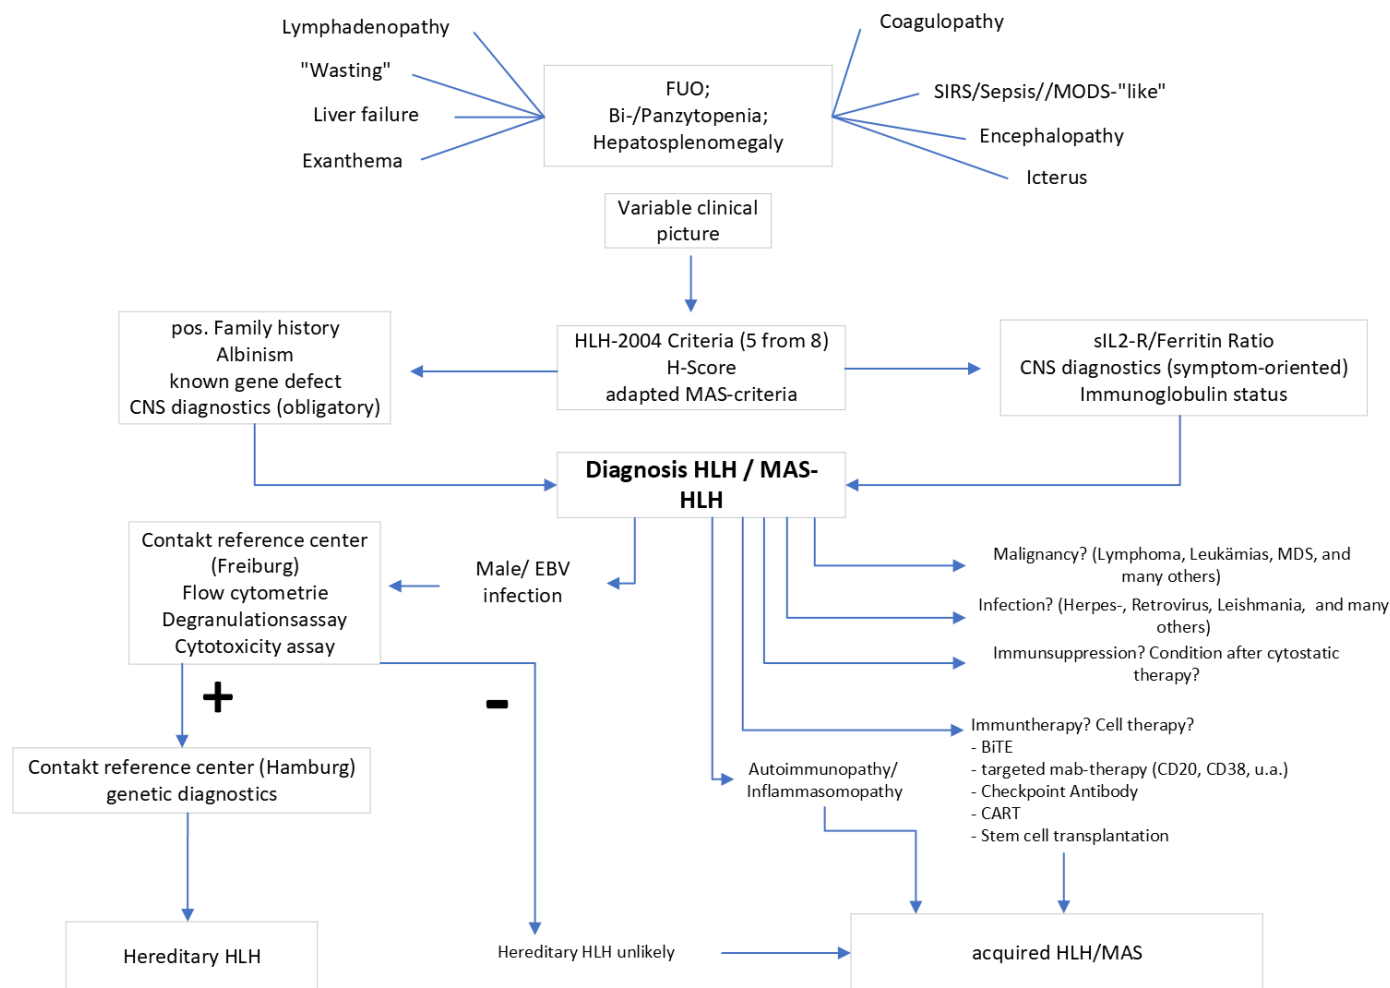 Lymphadenopathy
"Wasting"
Liver failure
Exanthema
FUO;
Bi-/Panzytopenia;
Hepatosplenomegaly
Coagulopathy
SIRS/Sepsis//MODS-"like"
Encephalopathy
Icterus
Variable clinical
picture
pos. Family history
Albinism
known gene defect
CNS diagnostics (obligatory)
HLH-2004 Criteria (5 from 8)
H-Score
adapted MAS-criteria
sIL2-R/Ferritin Ratio
CNS diagnostics (symptom-oriented)
Immunoglobulin status
Diagnosis HLH / MAS-
HLH
Contakt reference center
(Freiburg)
Flow cytometrie
Degranulationsassay
Cytotoxicity assay
Male/ EBV
infection
Malignancy? (Lymphoma, Leukämias, MDS, and
many others)
Infection? (Herpes-, Retrovirus, Leishmania, and many
others)
Immunsuppression? Condition after cytostatic
therapy?
+
-
Contakt reference center (Hamburg)
genetic diagnostics
Autoimmunopathy/
Inflammasomopathy
Immuntherapy? Cell therapy?
- BiTE
- targeted mab-therapy (CD20, CD38, u.a.)
- Checkpoint Antibody
- CART
- Stem cell transplantation
Hereditary HLH
Hereditary HLH unlikely
acquired HLH/MAS